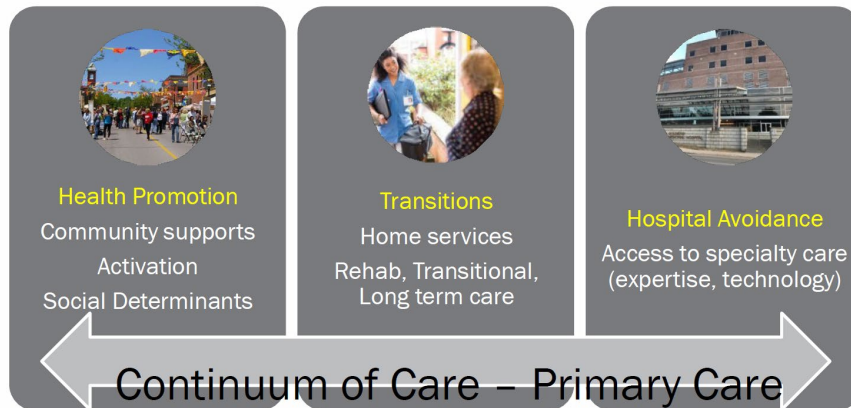 Health Promotion
Community supports
Activation
Social Determinants
Transitions
Home services
Rehab, Transitional,
Long term care
Hospital Avoidance
Access to specialty care
(expertise, technology)
Continuum of Care – Primary Care